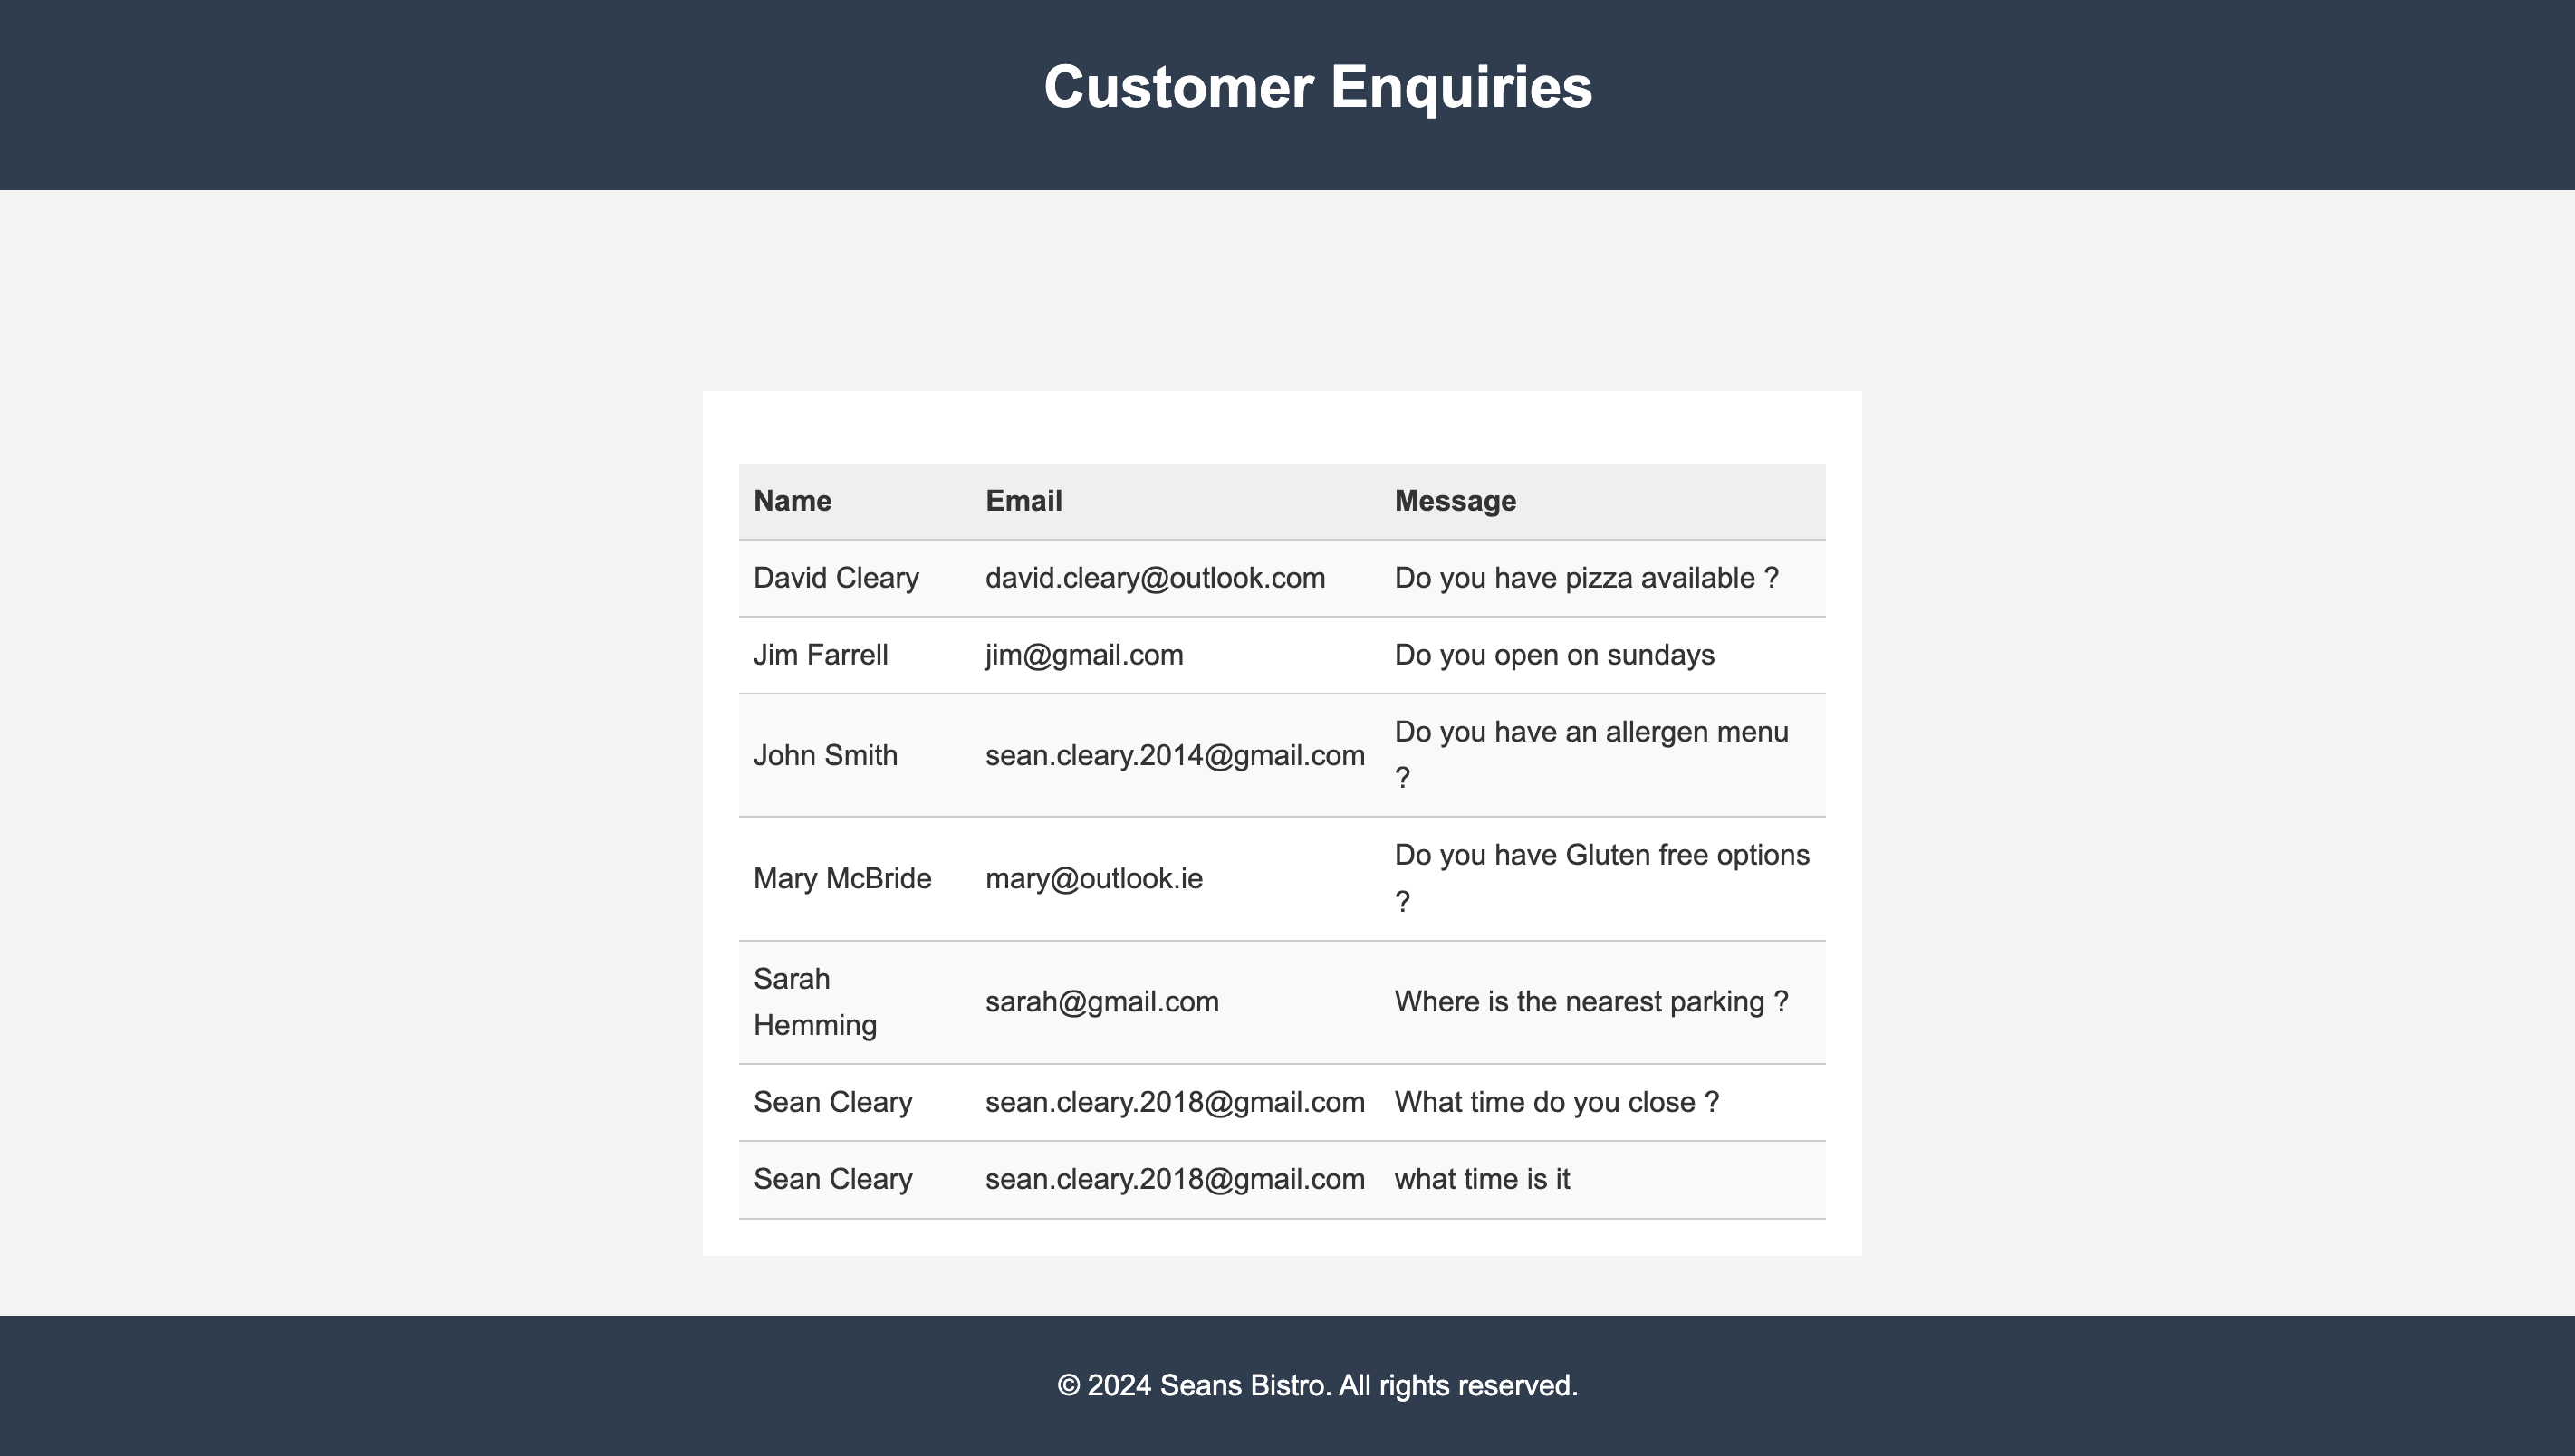 Customer Enquiries
Name Email Message
David Cleary david.cleary@outlook.com Do you have pizza available ?
Jim Farrell jim@gmail.com Do you open on sundays
John Smith sean.cleary.2014@gmail.com Do you have an allergen menu
?
Mary McBride mary@outlook.ie Do you have Gluten free options
?
Sarah
Hemming sarah@gmail.com Where is the nearest parking ?
Sean Cleary sean.cleary.2018@gmail.com What time do you close ?
Sean Cleary sean.cleary.2018@gmail.com what time is it
© 2024 Seans Bistro. All rights reserved.